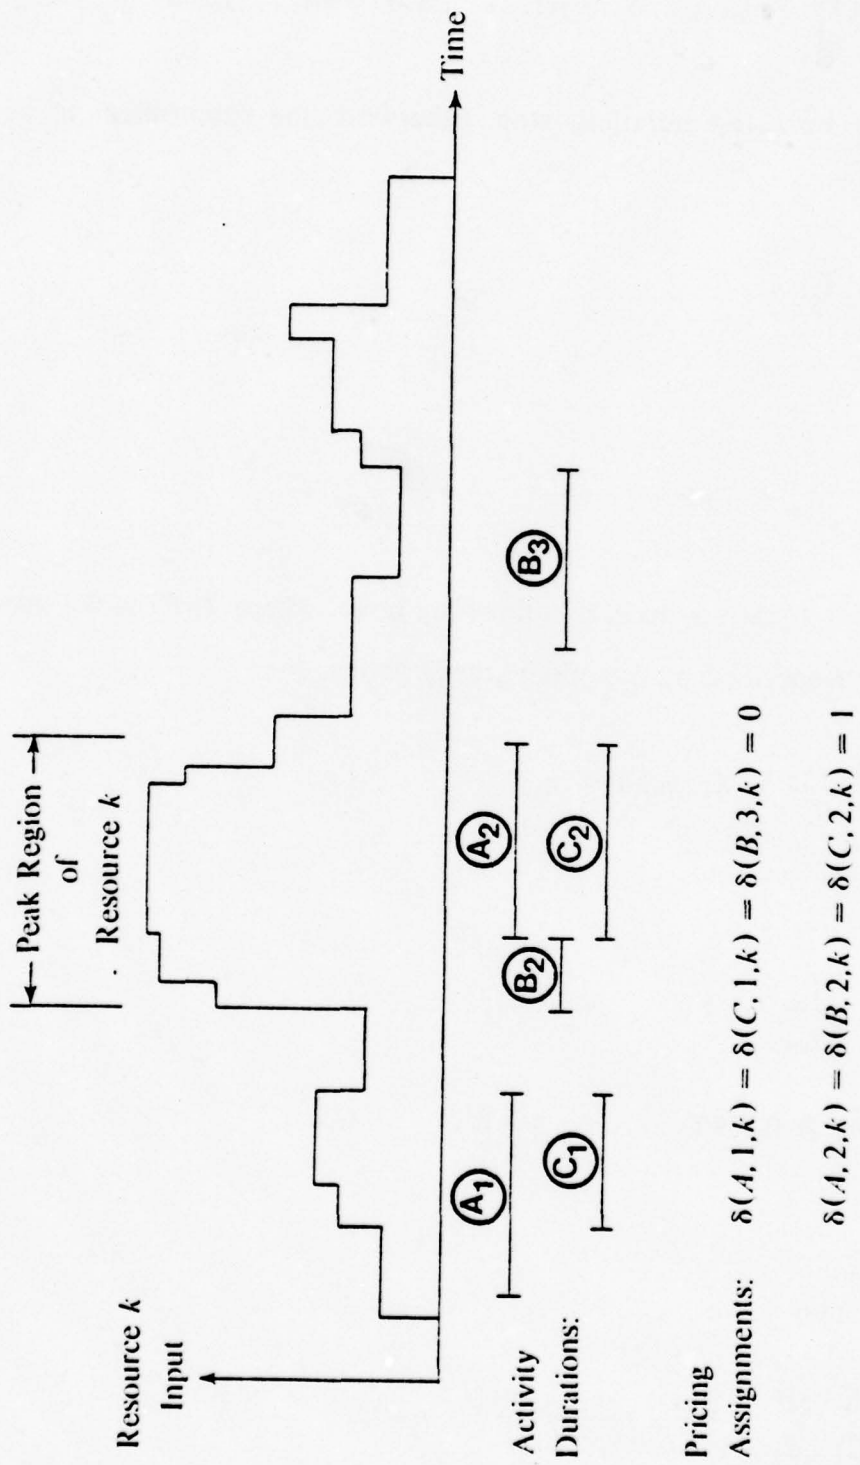 Resource k
Input
Peak Region
of
Resource k
Time
Activity
Durations:
A1
C1
B2
A2
C2
B3
Pricing
Assignments:
δ(A,1,k) = δ(C,1,k) = δ(B,3,k) = 0
δ(A,2,k) = δ(B,2,k) = δ(C,2,k) = 1